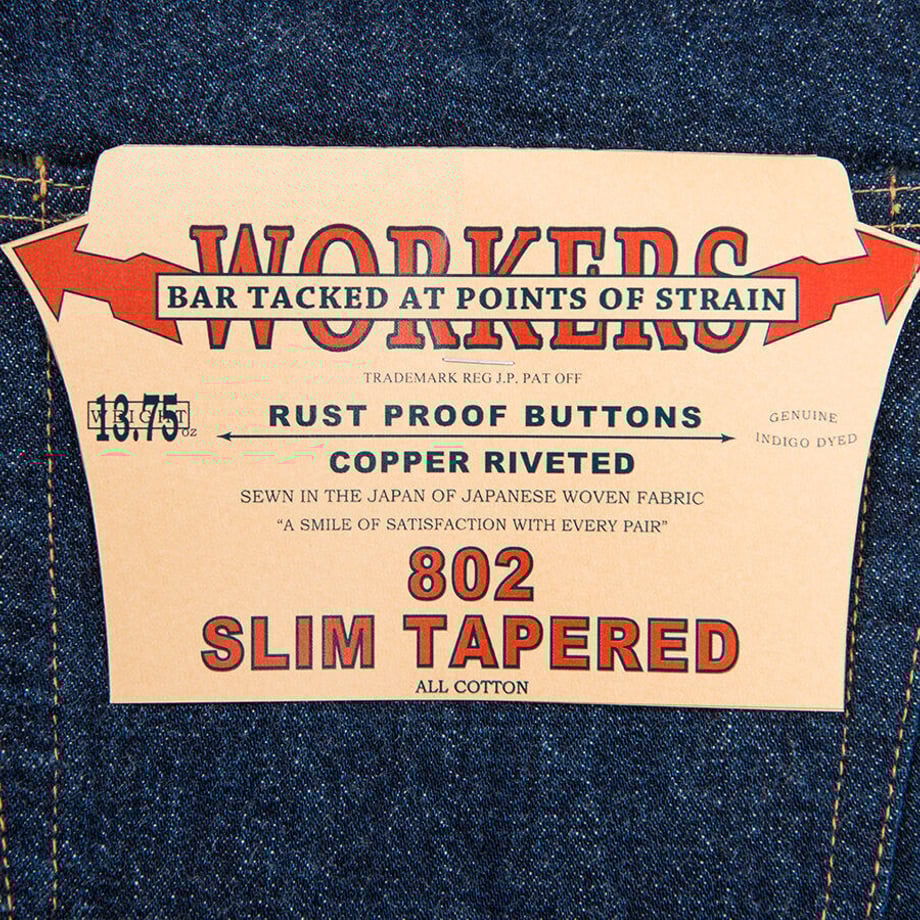 WORKERS
BAR TACKED AT POINTS OF STRAIN
TRADEMARK REG J.P. PAT OFF
WEIGHT
13.75 oz
RUST PROOF BUTTONS
GENUINE
INDIGO DYED
COPPER RIVETED
SEWN IN THE JAPAN OF JAPANESE WOVEN FABRIC
“A SMILE OF SATISFACTION WITH EVERY PAIR”
802
SLIM TAPERED
ALL COTTON